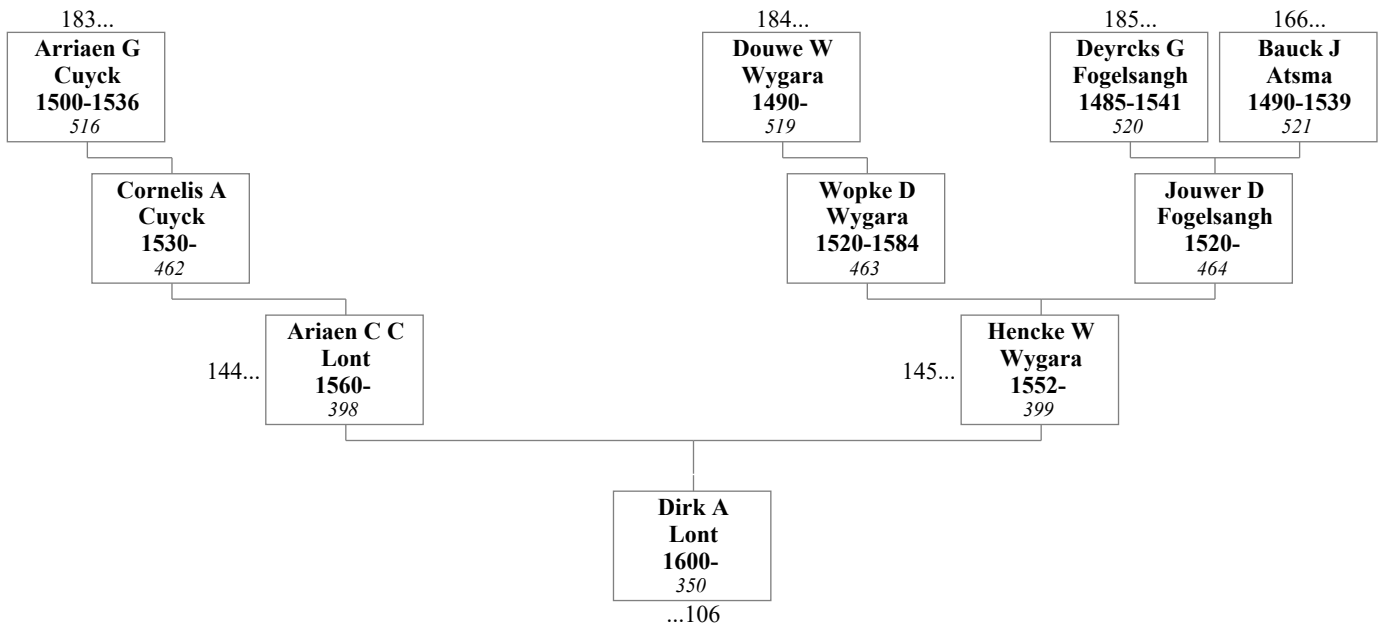 183...
Arriaen G
Cuyck
1500-1536
516
184...
Douwe W
Wygara
1490-
519
185...
Deyrcks G
Fogelsangh
1485-1541
520
166...
Bauck J
Atsma
1490-1539
521
Cornelis A
Cuyck
1530-
462
Wopke D
Wygara
1520-1584
463
Jouwer D
Fogelsangh
1520-
464
144...
Ariaen C C
Lont
1560-
398
145...
Hencke W
Wygara
1552-
399
Dirk A
Lont
1600-
350
...106